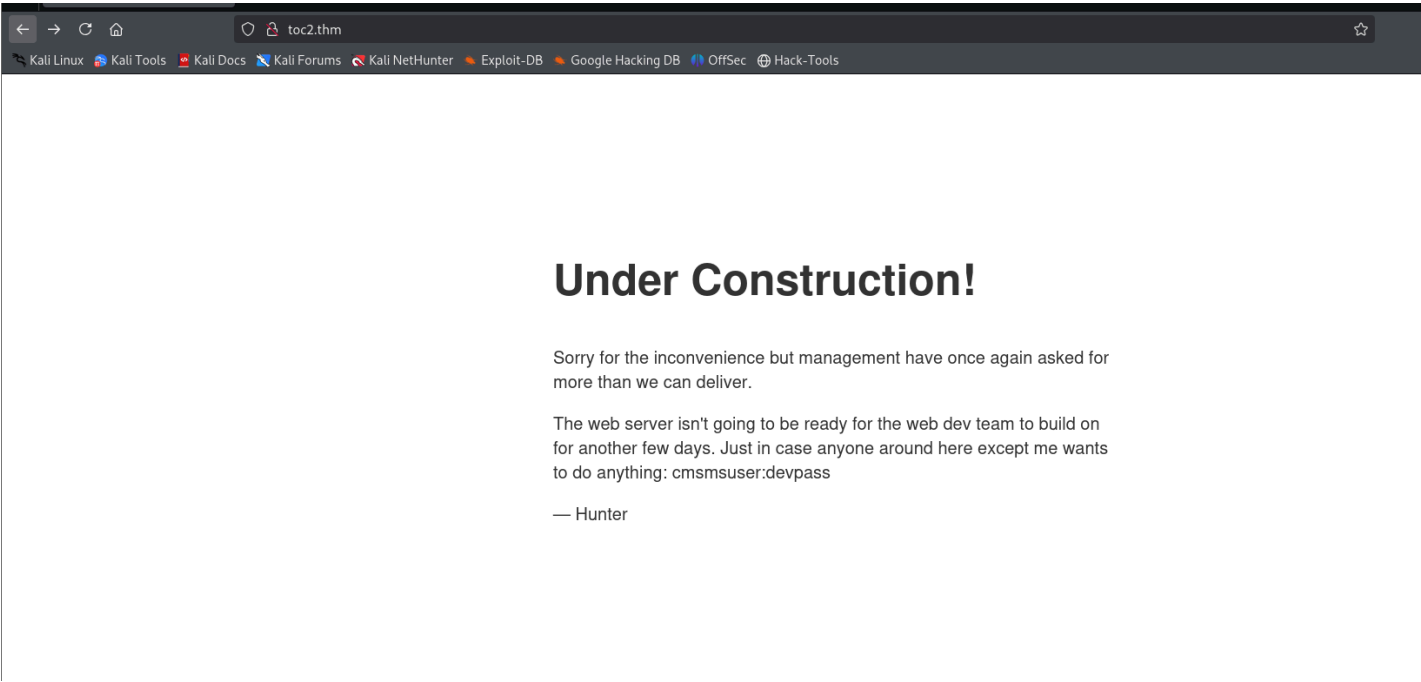 toc2.thm
Kali Linux Kali Tools Kali Docs Kali Forums Kali NetHunter Exploit-DB Google Hacking DB OffSec Hack-Tools
Under Construction!
Sorry for the inconvenience but management have once again asked for
more than we can deliver.
The web server isn't going to be ready for the web dev team to build on
for another few days. Just in case anyone around here except me wants
to do anything: cmsmsuser:devpass
— Hunter